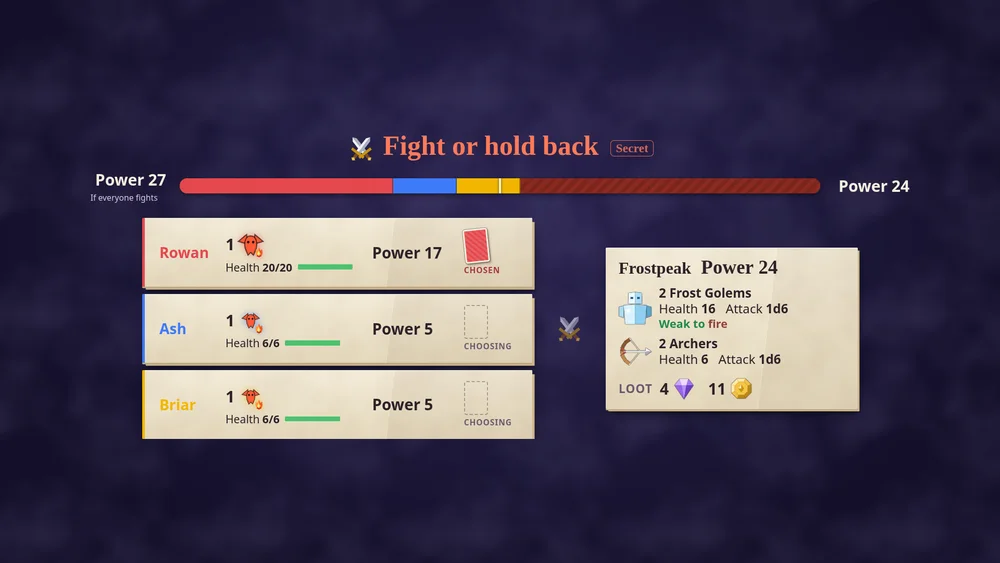 Fight or hold back Secret
Power 27
If everyone fights
Power 24
Rowan
1
Health 20/20
Power 17
CHOSEN
Ash
1
Health 6/6
Power 5
CHOOSING
Briar
1
Health 6/6
Power 5
CHOOSING
Frostpeak Power 24
2 Frost Golems
Health 16 Attack 1d6
Weak to fire
2 Archers
Health 6 Attack 1d6
LOOT 4 11